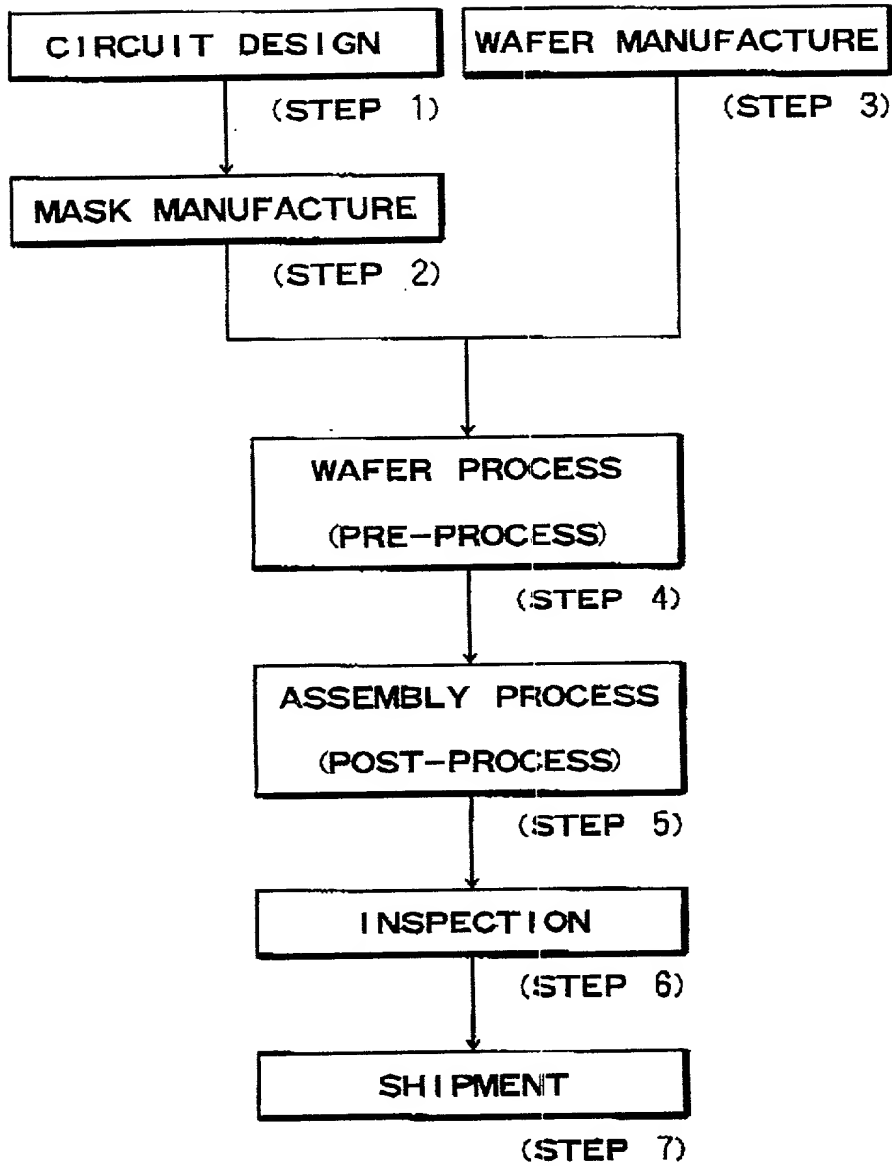 CIRCUIT DESIGN
(STEP 1)
MASK MANUFACTURE
(STEP 2)
WAFER MANUFACTURE
(STEP 3)
WAFER PROCESS
(PRE-PROCESS)
(STEP 4)
ASSEMBLY PROCESS
(POST-PROCESS)
(STEP 5)
INSPECTION
(STEP 6)
SHIPMENT
(STEP 7)